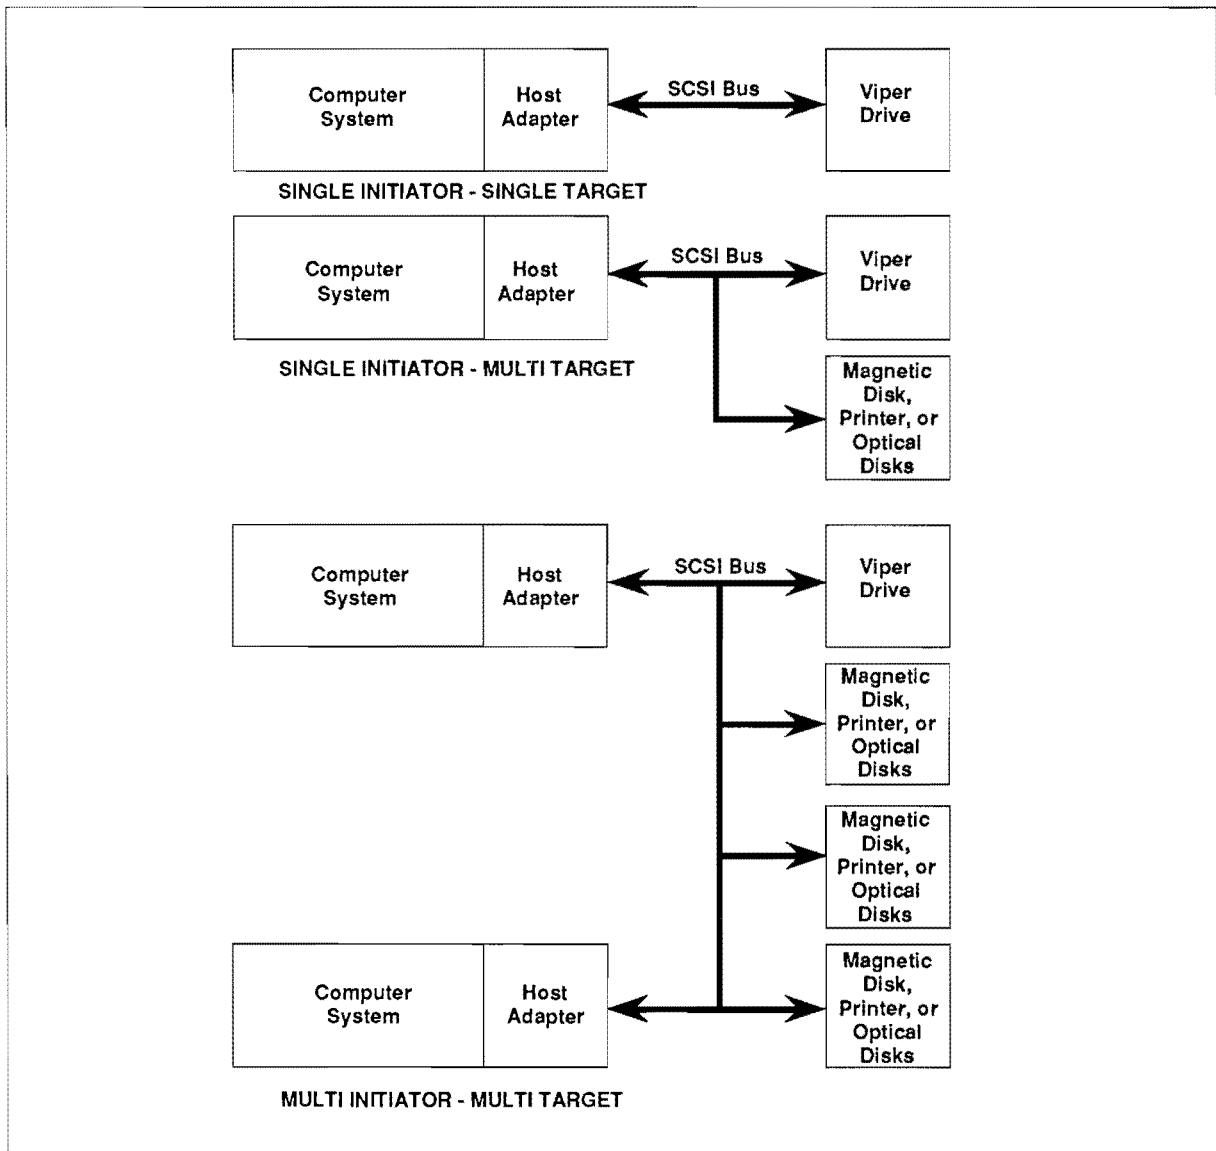 Computer
System
Host
Adapter
SCSI Bus
Viper
Drive
SINGLE INITIATOR - SINGLE TARGET
Computer
System
Host
Adapter
SCSI Bus
Viper
Drive
SINGLE INITIATOR - MULTI TARGET
Magnetic
Disk,
Printer, or
Optical
Disks
Computer
System
Host
Adapter
SCSI Bus
Viper
Drive
Magnetic
Disk,
Printer, or
Optical
Disks
Magnetic
Disk,
Printer, or
Optical
Disks
Computer
System
Host
Adapter
Magnetic
Disk,
Printer, or
Optical
Disks
MULTI INITIATOR - MULTI TARGET